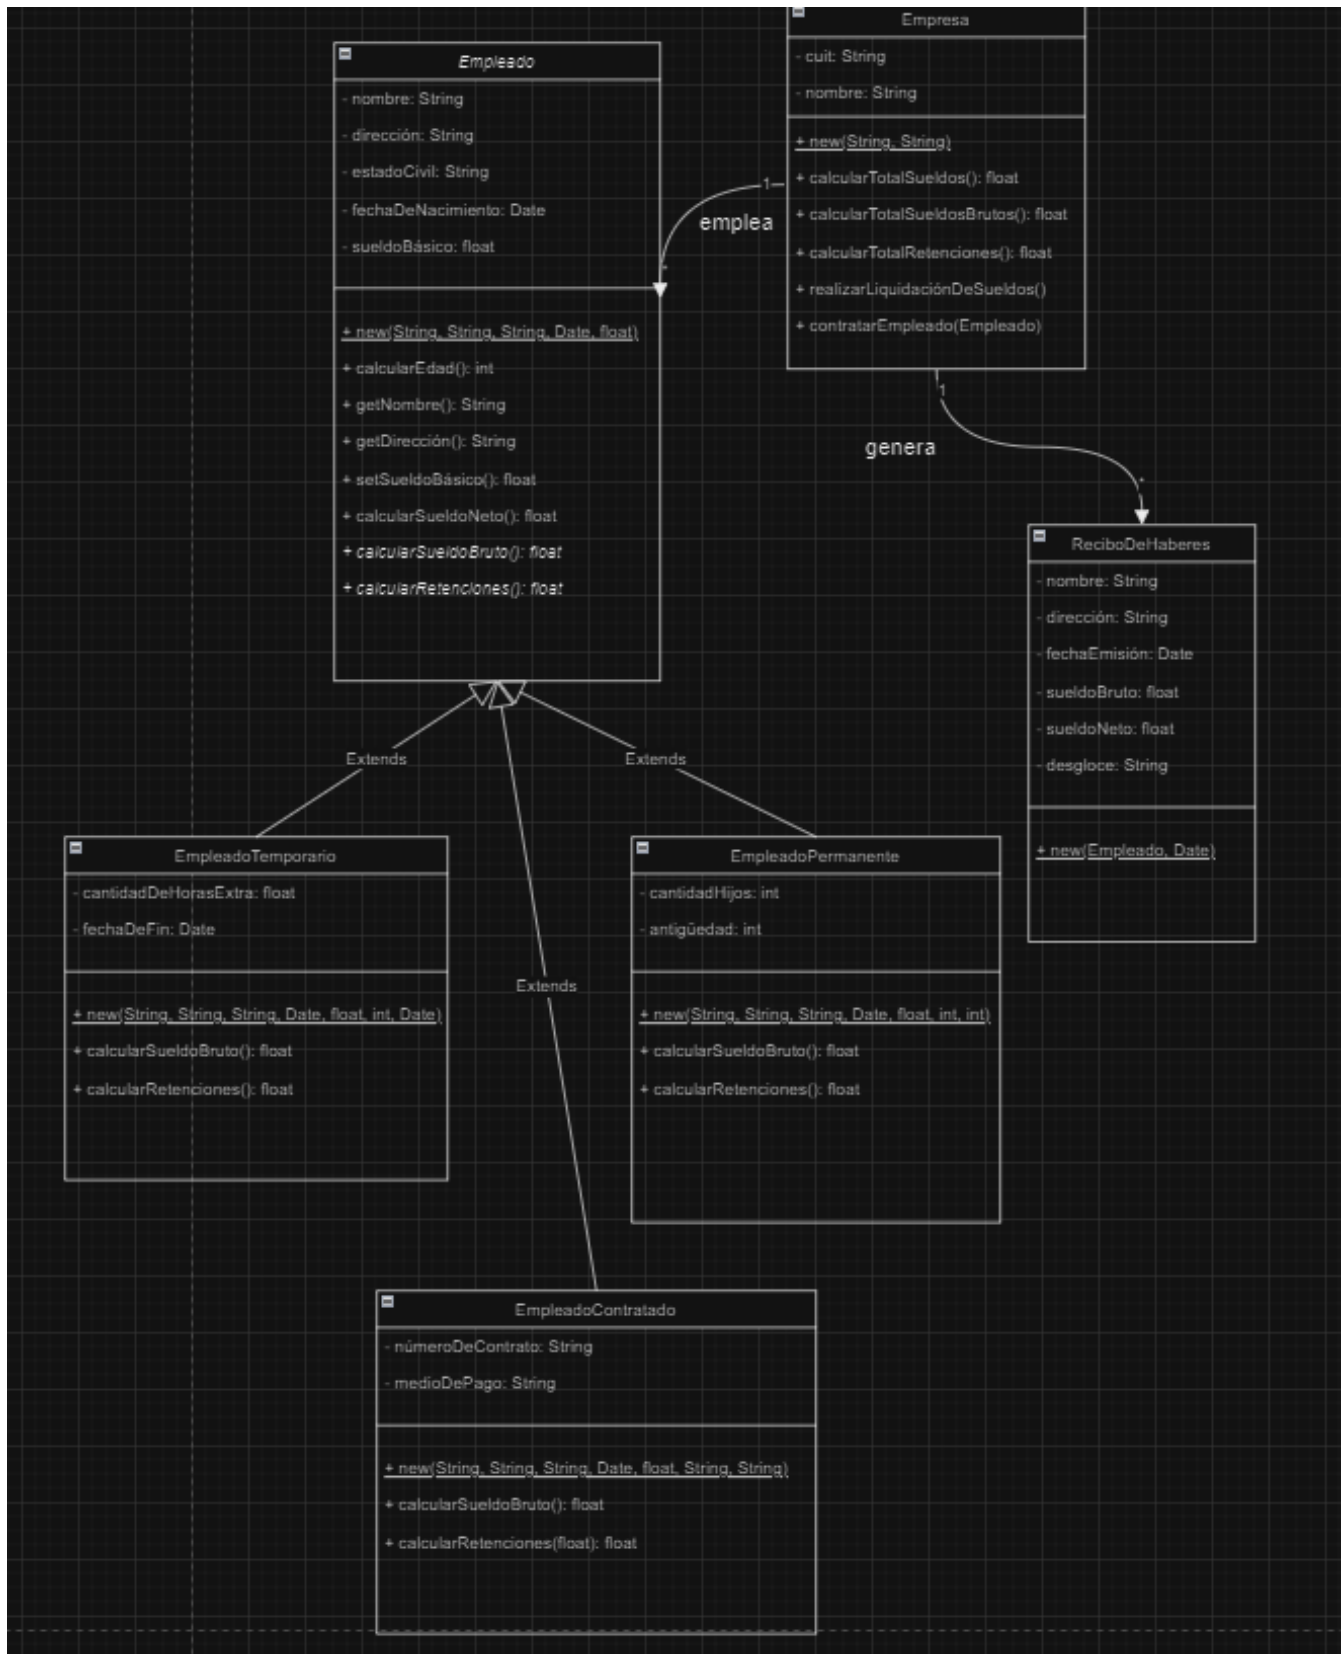 Empleado
- nombre: String
- dirección: String
- estadoCivil: String
- fechaDeNacimiento: Date
- sueldoBásico: float
+ new(String, String, String, Date, float)
+ calcularEdad(): int
+ getNombre(): String
+ getDirección(): String
+ setSueldoBásico(): float
+ calcularSueldoNeto(): float
+ calcularSueldoBruto(): float
+ calcularRetenciones(): float
Empresa
- cuit: String
- nombre: String
+ new(String, String)
+ calcularTotalSueldos(): float
+ calcularTotalSueldosBrutos(): float
+ calcularTotalRetenciones(): float
+ realizarLiquidaciónDeSueldos()
+ contratarEmpleado(Empleado)
1
emplea
*
1
genera
*
ReciboDeHaberes
- nombre: String
- dirección: String
- fechaEmisión: Date
- sueldoBruto: float
- sueldoNeto: float
- desgloce: String
+ new(Empleado, Date)
Extends
Extends
Extends
EmpleadoTemporario
- cantidadDeHorasExtra: float
- fechaDeFin: Date
+ new(String, String, String, Date, float, int, Date)
+ calcularSueldoBruto(): float
+ calcularRetenciones(): float
EmpleadoPermanente
- cantidadHijos: int
- antigüedad: int
+ new(String, String, String, Date, float, int, int)
+ calcularSueldoBruto(): float
+ calcularRetenciones(): float
EmpleadoContratado
- númeroDeContrato: String
- medioDePago: String
+ new(String, String, String, Date, float, String, String)
+ calcularSueldoBruto(): float
+ calcularRetenciones(float): float